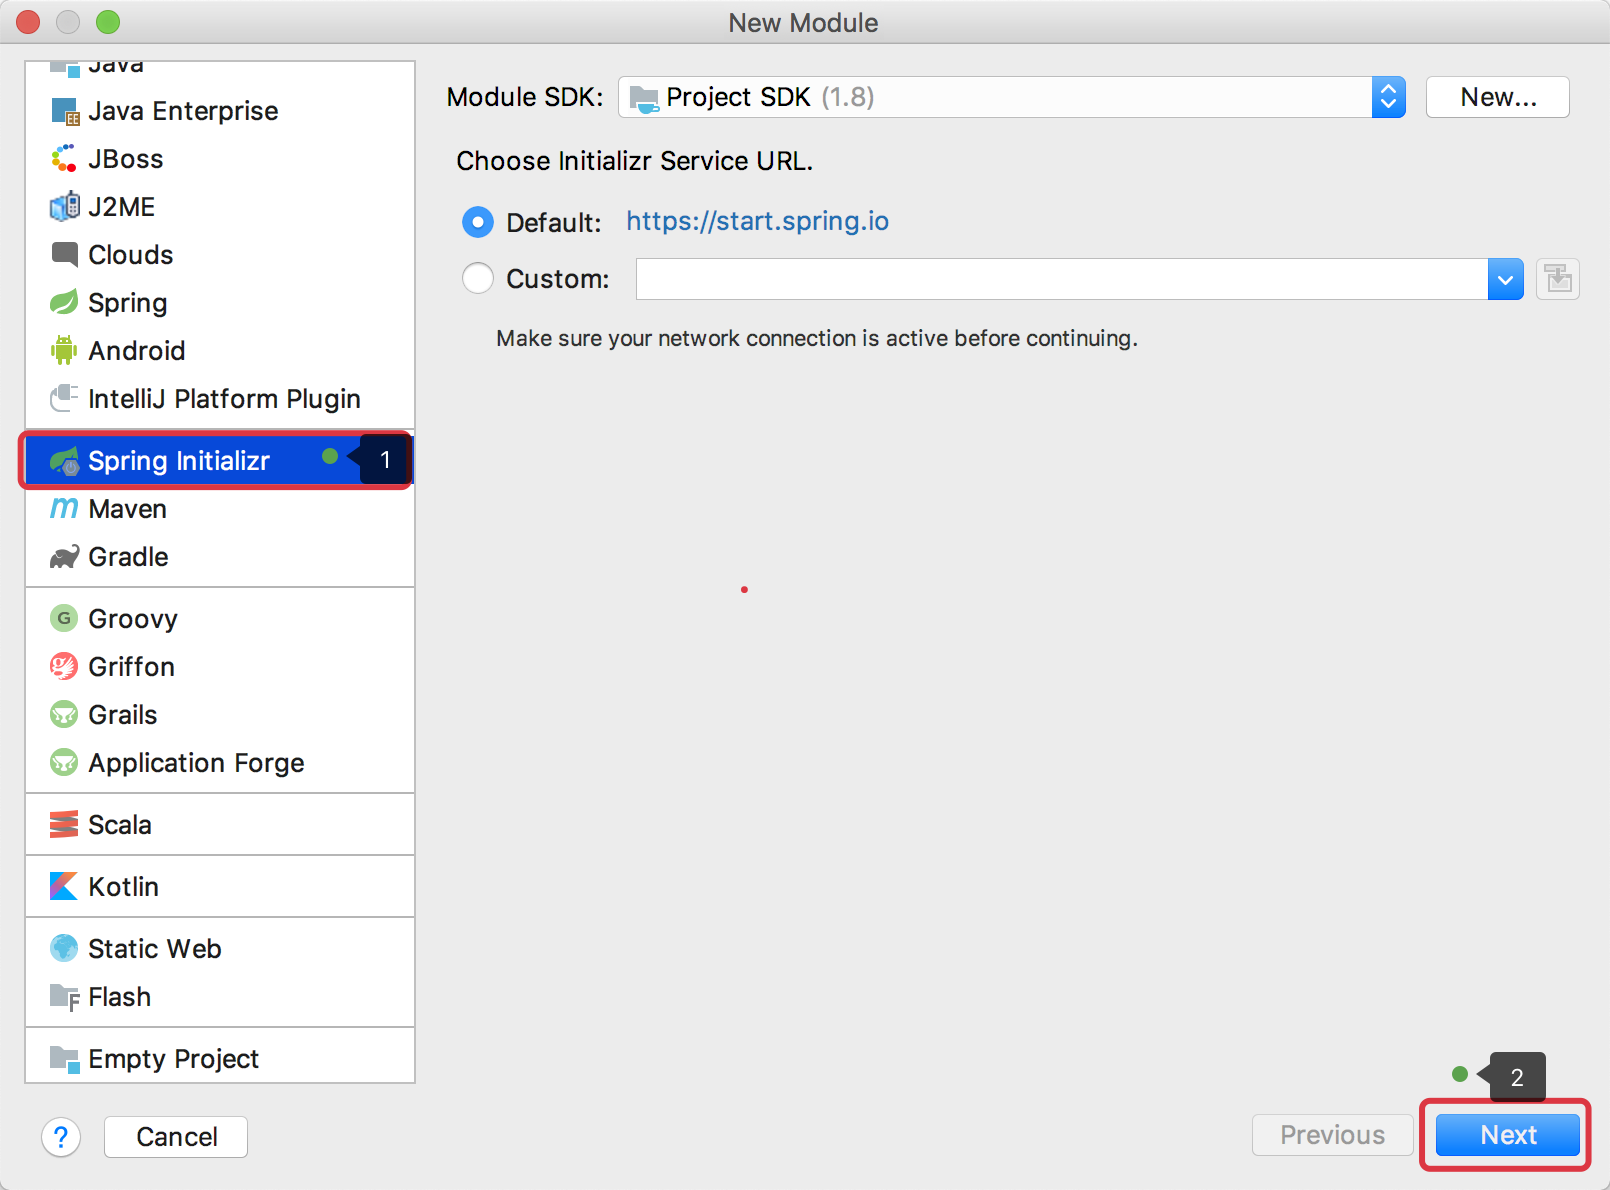 New Module
Java
Java Enterprise
JBoss
J2ME
Clouds
Spring
Android
IntelliJ Platform Plugin
Spring Initializr
1
Maven
Gradle
Groovy
Griffon
Grails
Application Forge
Scala
Kotlin
Static Web
Flash
Empty Project
Module SDK: Project SDK (1.8) New...
Choose Initializr Service URL.
Default: https://start.spring.io
Custom:
Make sure your network connection is active before continuing.
2
? Cancel Previous Next